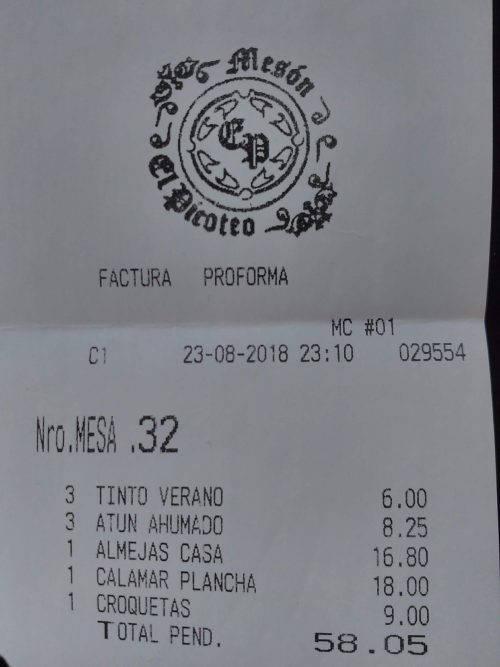 Mesón
EP
El Picoteo
FACTURA PROFORMA
MC #01
C1 23-08-2018 23:10 029554
Nro.MESA .32
3 TINTO VERANO 6.00
3 ATUN AHUMADO 8.25
1 ALMEJAS CASA 16.80
1 CALAMAR PLANCHA 18.00
1 CROQUETAS 9.00
TOTAL PEND. 58.05